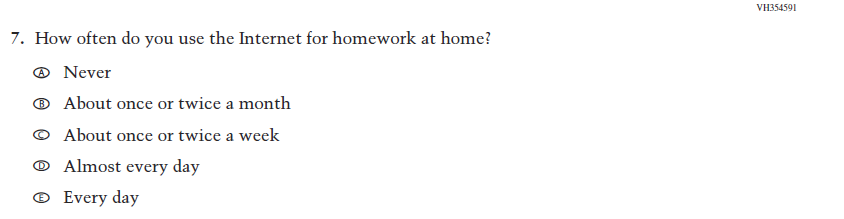 VH354591
7. How often do you use the Internet for homework at home?
A Never
B About once or twice a month
C About once or twice a week
D Almost every day
E Every day